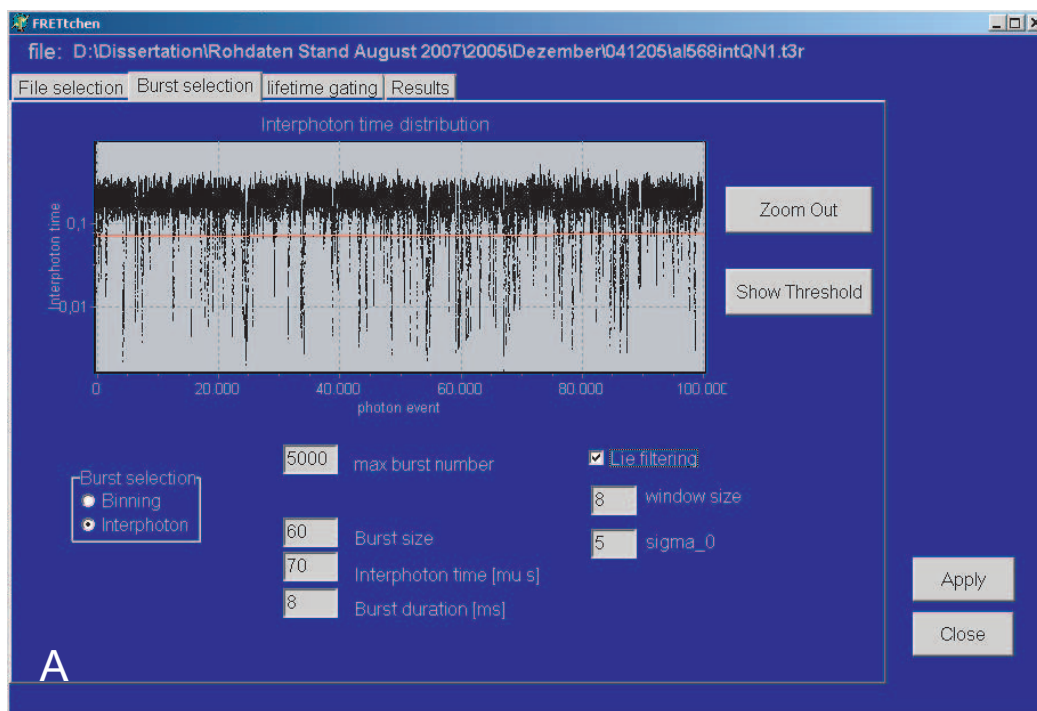 FRETtchen
file: D:\Dissertation\Rohdaten Stand August 2007\2005\Dezember\041205\al568intQN1.t3r
File selection Burst selection lifetime gating Results
Interphoton time distribution
Interphoton time
0,1
0,01
0 20.000 40.000 60.000 80.000 100.000
photon event
Zoom Out
Show Threshold
Burst selection
Binning
Interphoton
5000 max burst number
60 Burst size
70 Interphoton time [mu s]
8 Burst duration [ms]
Lie filtering
8 window size
5 sigma_0
Apply
Close
A